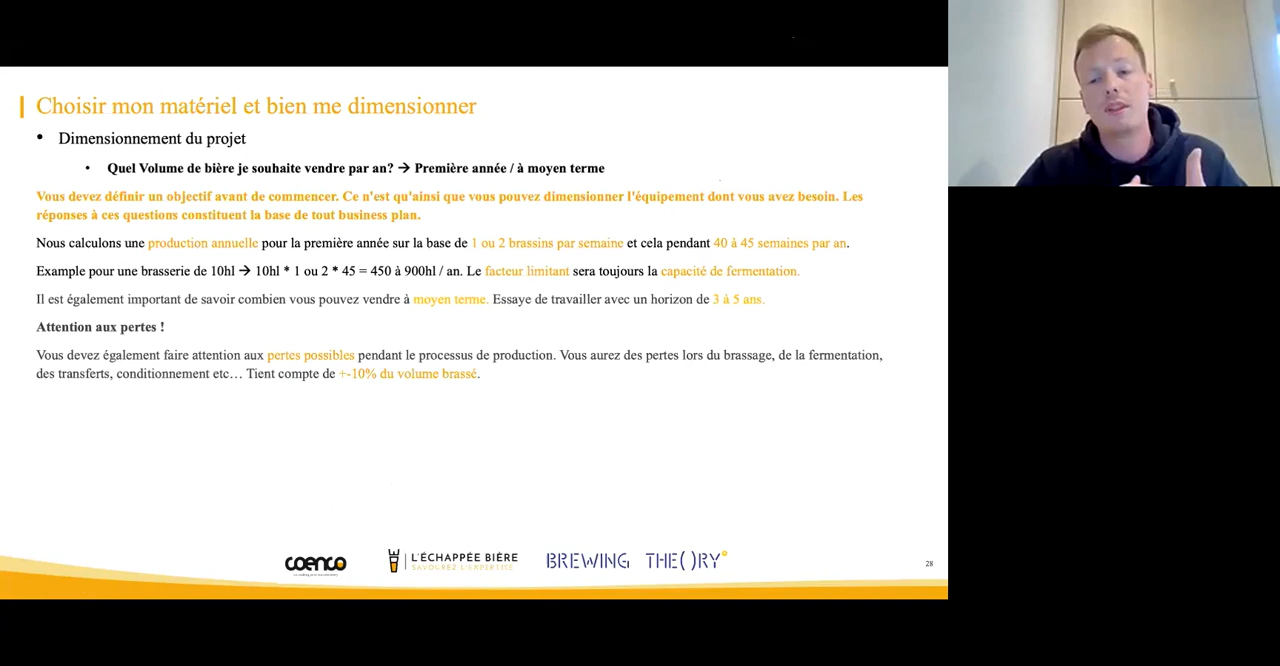 Choisir mon matériel et bien me dimensionner
• Dimensionnement du projet
• Quel Volume de bière je souhaite vendre par an? → Première année / à moyen terme
Vous devez définir un objectif avant de commencer. Ce n'est qu'ainsi que vous pouvez dimensionner l'équipement dont vous avez besoin. Les
réponses à ces questions constituent la base de tout business plan.
Nous calculons une production annuelle pour la première année sur la base de 1 ou 2 brassins par semaine et cela pendant 40 à 45 semaines par an.
Example pour une brasserie de 10hl → 10hl * 1 ou 2 * 45 = 450 à 900hl / an. Le facteur limitant sera toujours la capacité de fermentation.
Il est également important de savoir combien vous pouvez vendre à moyen terme. Essaye de travailler avec un horizon de 3 à 5 ans.
Attention aux pertes !
Vous devez également faire attention aux pertes possibles pendant le processus de production. Vous aurez des pertes lors du brassage, de la fermentation,
des transferts, conditionnement etc… Tient compte de +-10% du volume brassé.
coenco
L'ÉCHAPPÉE BIÈRE
SAVOUREZ L'EXPERTISE
BREWING THE()RY
28